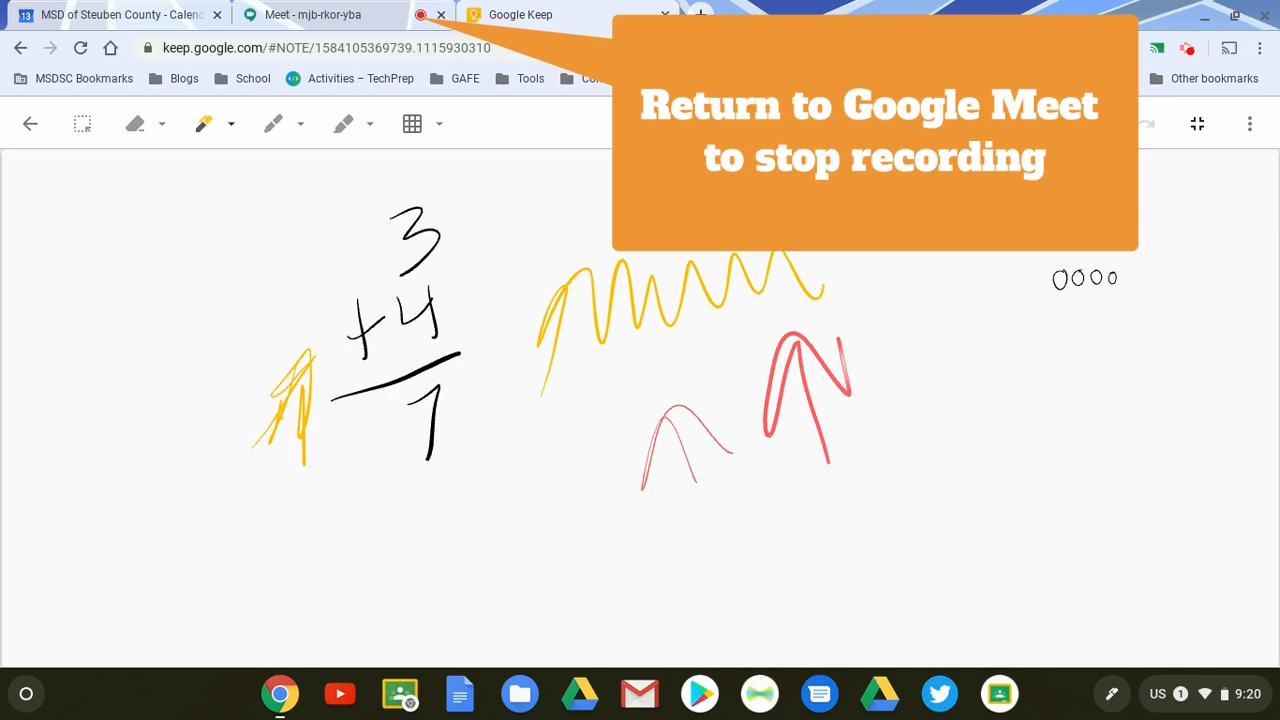 MSD of Steuben County - Calend
Meet - mjb-rkor-yba
Google Keep
keep.google.com/#NOTE/1584105369739.1115930310
MSDSC Bookmarks
Blogs
School
Activities – TechPrep
GAFE
Tools
Other bookmarks
Return to Google Meet
to stop recording
3
+4
7
US
1
9:20